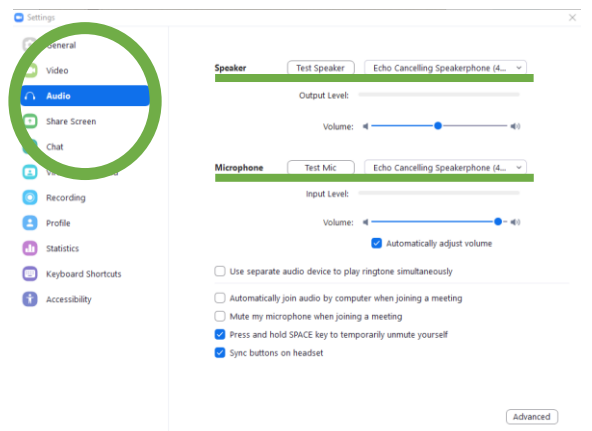 Settings
General
Video
Audio
Share Screen
Chat
Recording
Profile
Statistics
Keyboard Shortcuts
Accessibility
Speaker
Test Speaker
Echo Cancelling Speakerphone (4...
Output Level:
Volume:
Microphone
Test Mic
Echo Cancelling Speakerphone (4...
Input Level:
Volume:
Automatically adjust volume
Use separate audio device to play ringtone simultaneously
Automatically join audio by computer when joining a meeting
Mute my microphone when joining a meeting
Press and hold SPACE key to temporarily unmute yourself
Sync buttons on headset
Advanced